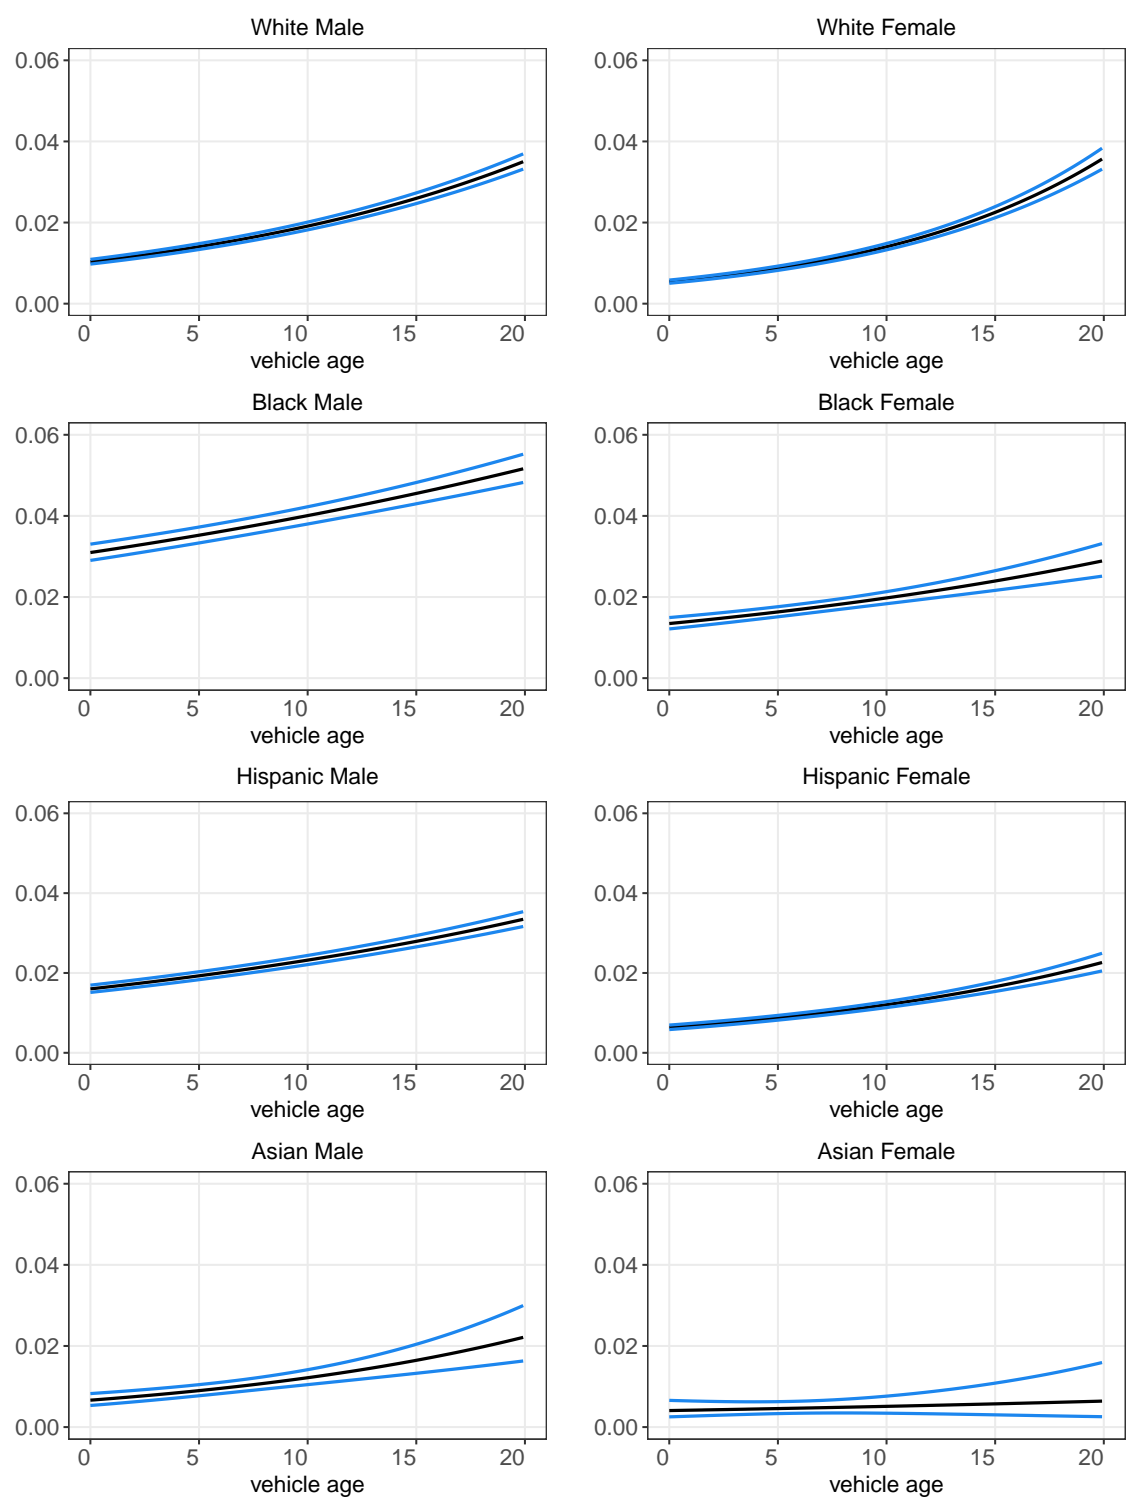 White Male
White Female
0.06
0.04
0.02
0.00
0 5 10 15 20
vehicle age
0.06
0.04
0.02
0.00
0 5 10 15 20
vehicle age
Black Male
Black Female
0.06
0.04
0.02
0.00
0 5 10 15 20
vehicle age
0.06
0.04
0.02
0.00
0 5 10 15 20
vehicle age
Hispanic Male
Hispanic Female
0.06
0.04
0.02
0.00
0 5 10 15 20
vehicle age
0.06
0.04
0.02
0.00
0 5 10 15 20
vehicle age
Asian Male
Asian Female
0.06
0.04
0.02
0.00
0 5 10 15 20
vehicle age
0.06
0.04
0.02
0.00
0 5 10 15 20
vehicle age